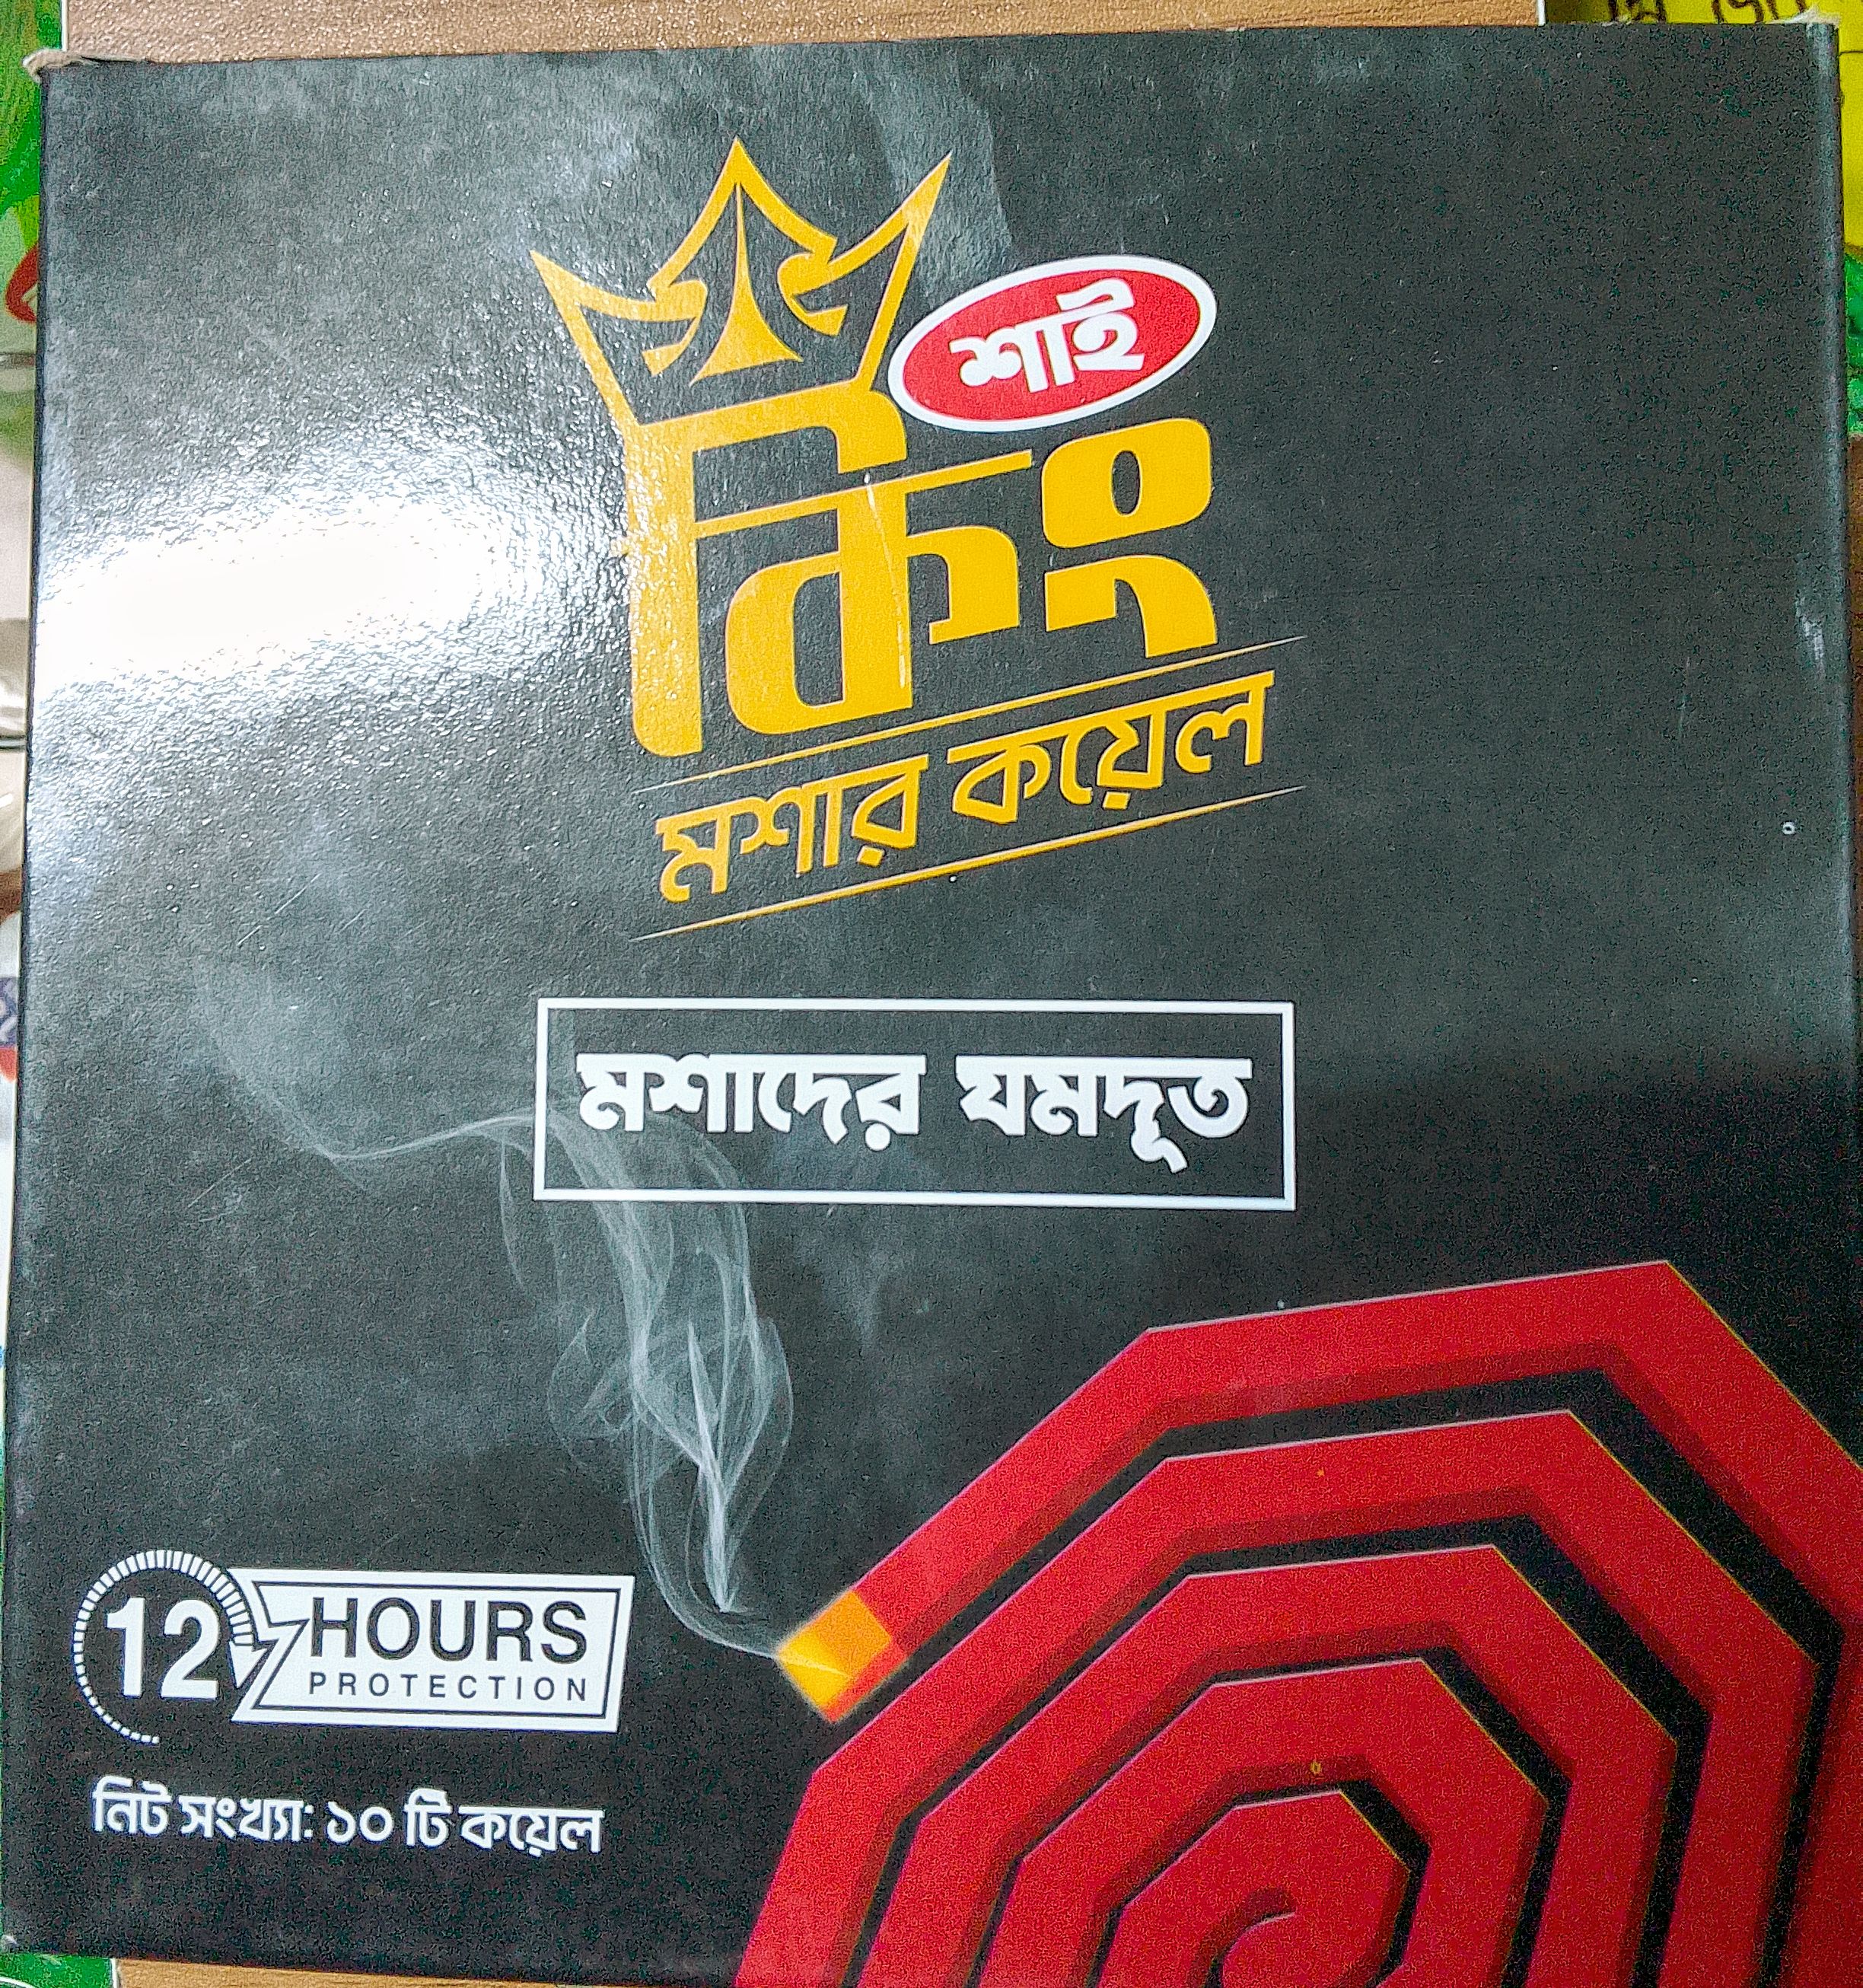 শাই
কিং
মশার কয়েল
মশাদের যমদূত
12 HOURS
PROTECTION
নিট সংখ্যা: ১০ টি কয়েল